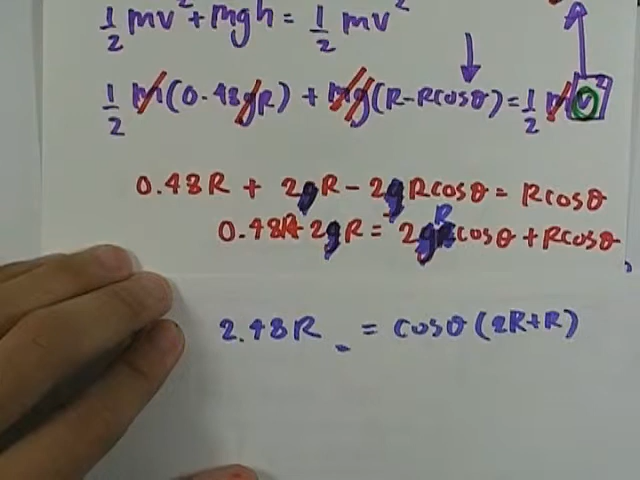 ½ mv² + mgh = ½ mv²
½ m(0.48gR) + mg(R-Rcosθ) = ½ m v²
0.48R + 2gR - 2gRcosθ = Rcosθ
0.48R + 2gR = 2gRcosθ + Rcosθ
2.48R = cosθ(2R+R)